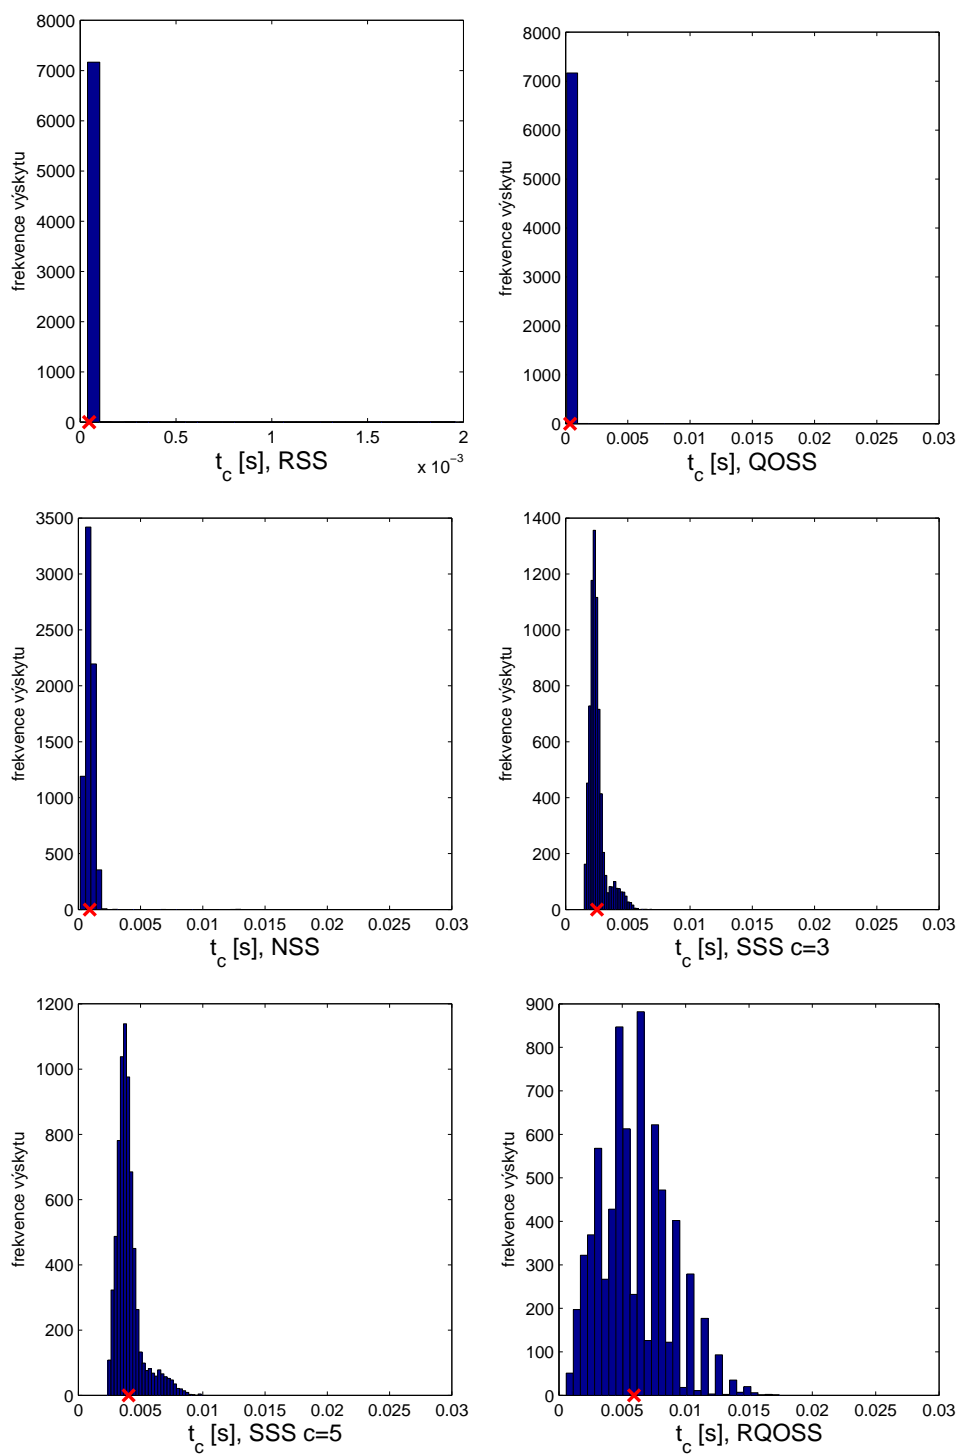 8000
7000
6000
5000
4000
3000
2000
1000
0
frekvence výskytu
0 0.5 1 1.5 2
x 10⁻³
t_c [s], RSS
8000
7000
6000
5000
4000
3000
2000
1000
0
frekvence výskytu
0 0.005 0.01 0.015 0.02 0.025 0.03
t_c [s], QOSS
3500
3000
2500
2000
1500
1000
500
0
frekvence výskytu
0 0.005 0.01 0.015 0.02 0.025 0.03
t_c [s], NSS
1400
1200
1000
800
600
400
200
0
frekvence výskytu
0 0.005 0.01 0.015 0.02 0.025 0.03
t_c [s], SSS c=3
1200
1000
800
600
400
200
0
frekvence výskytu
0 0.005 0.01 0.015 0.02 0.025 0.03
t_c [s], SSS c=5
900
800
700
600
500
400
300
200
100
0
frekvence výskytu
0 0.005 0.01 0.015 0.02 0.025 0.03
t_c [s], RQOSS